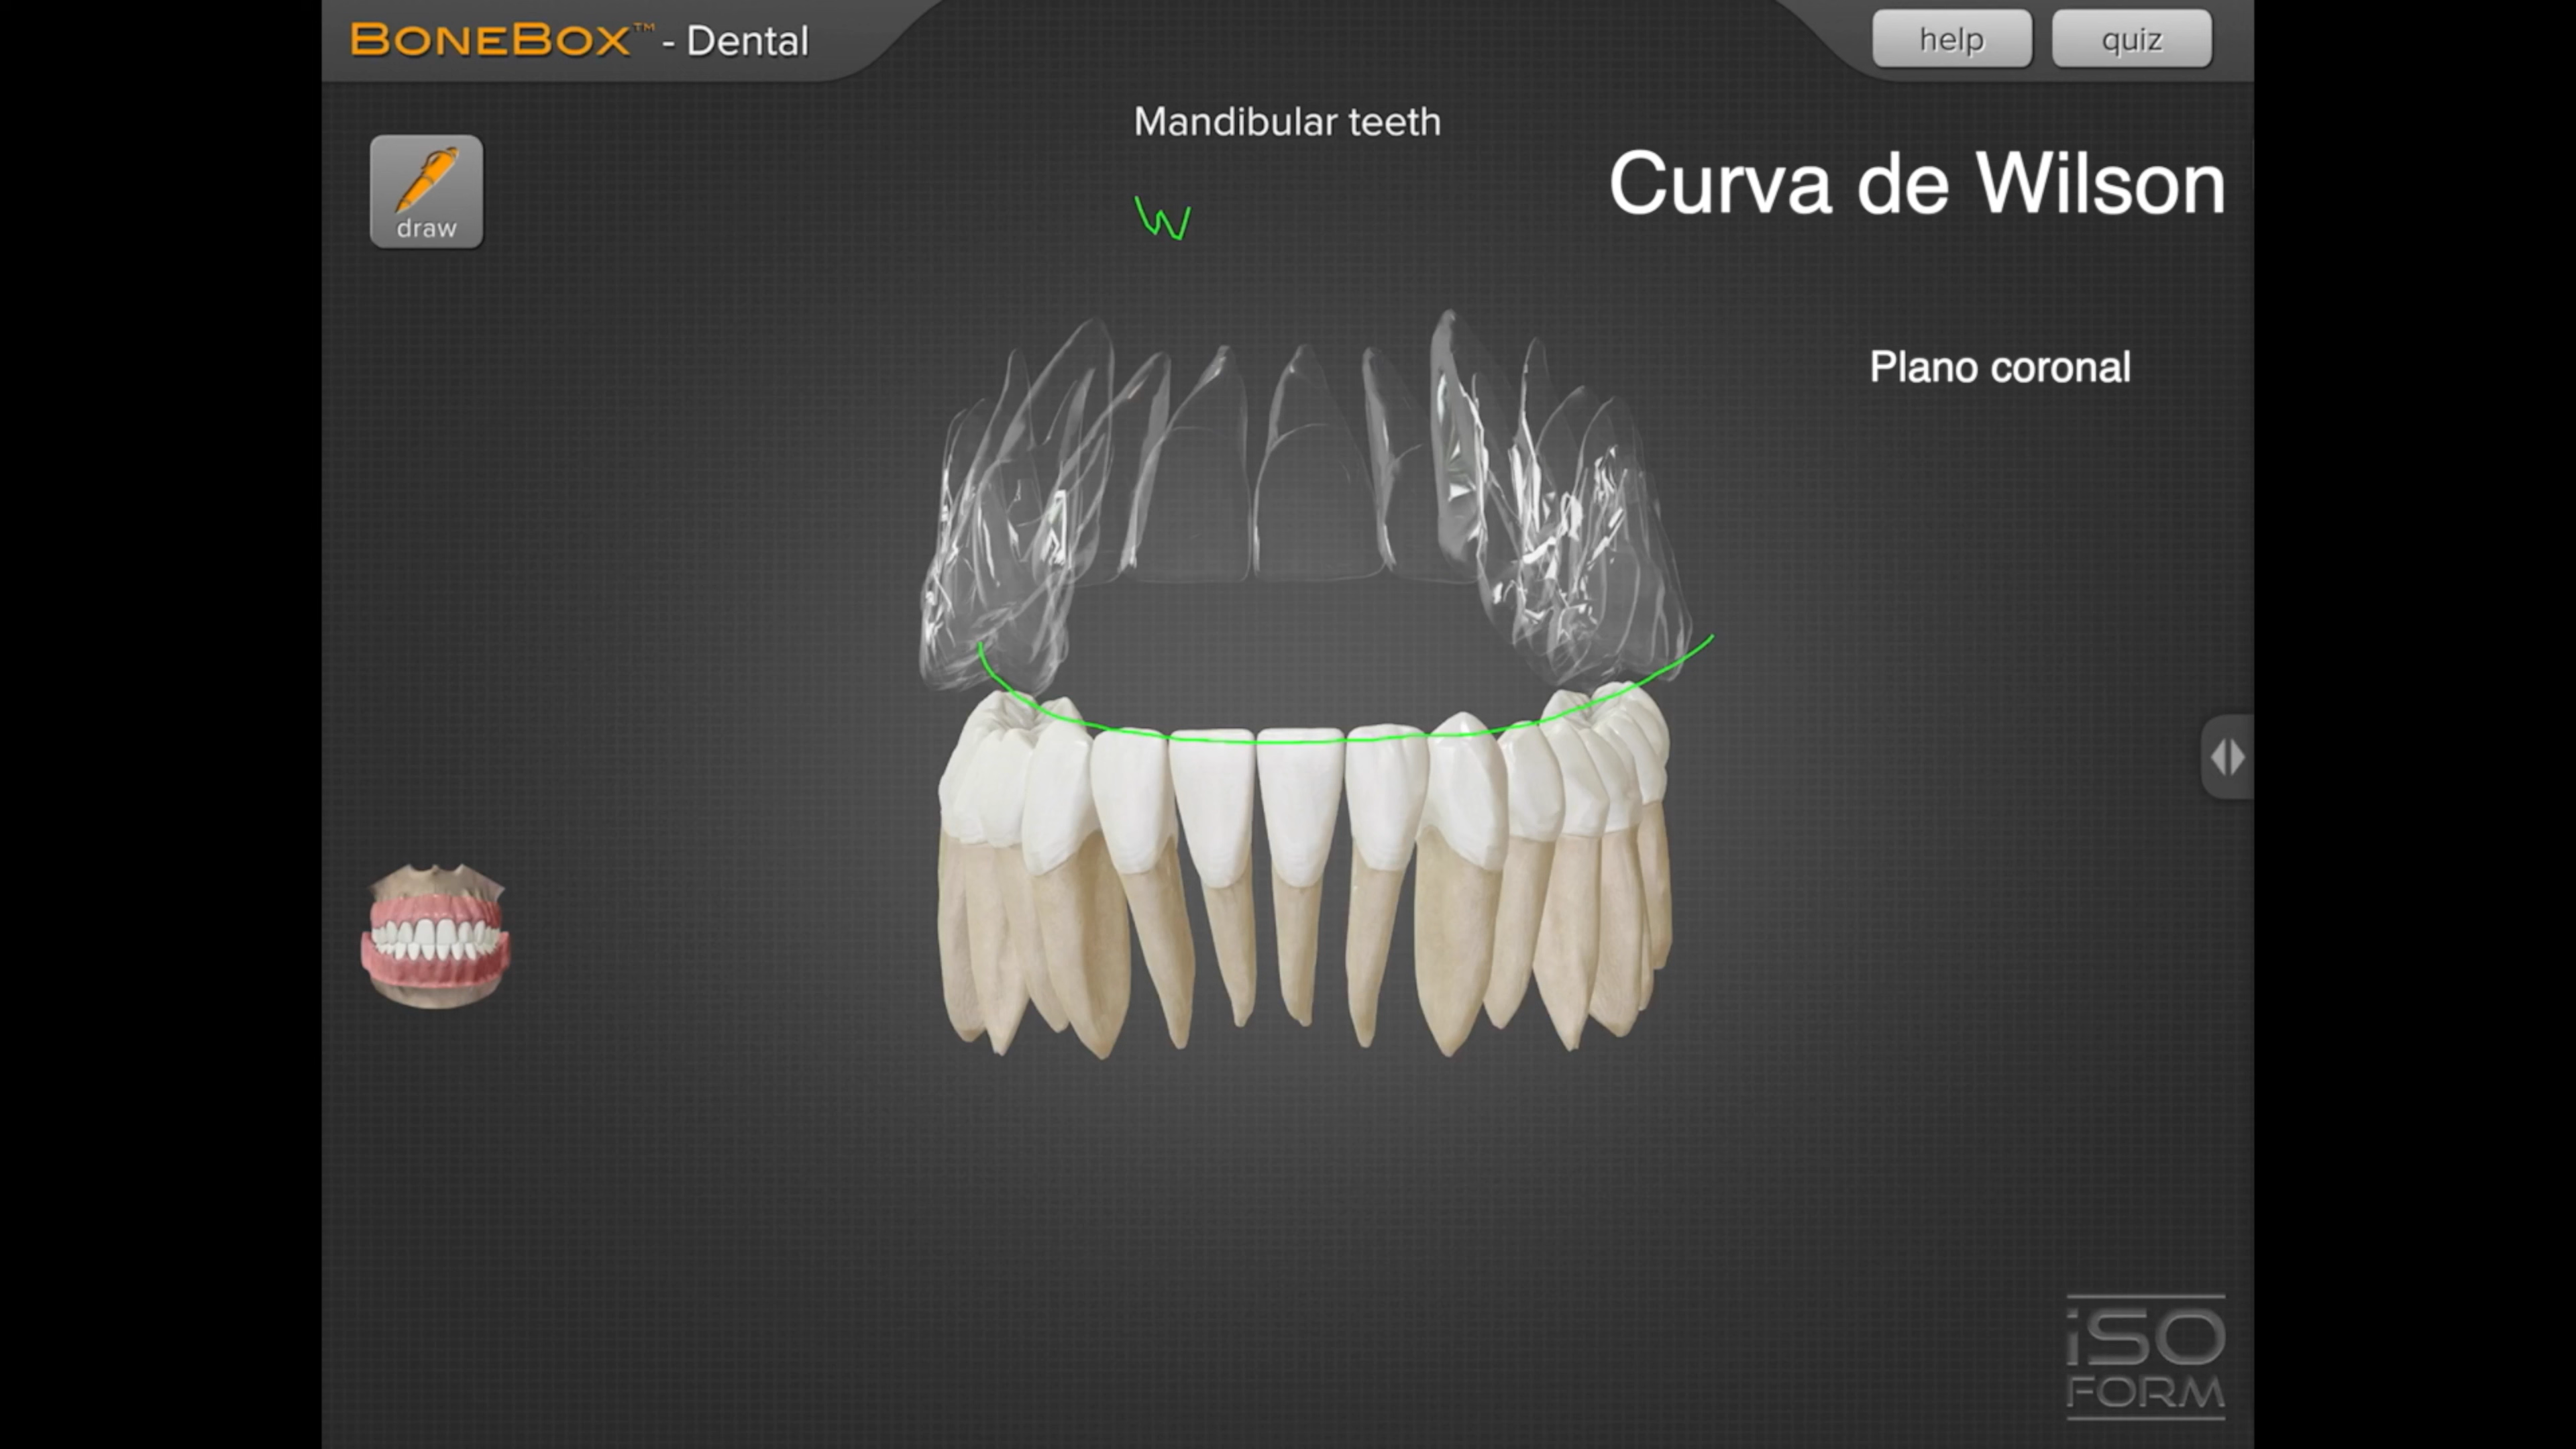 BONEBOX™ - Dental
help
quiz
draw
Mandibular teeth
W
Curva de Wilson
Plano coronal
iSO
FORM